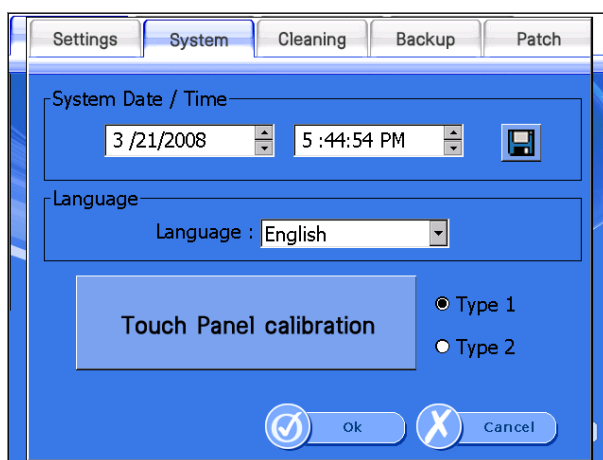 Settings System Cleaning Backup Patch
System Date / Time
3 /21/2008 5 :44:54 PM
Language
Language : English
Touch Panel calibration
Type 1
Type 2
Ok Cancel